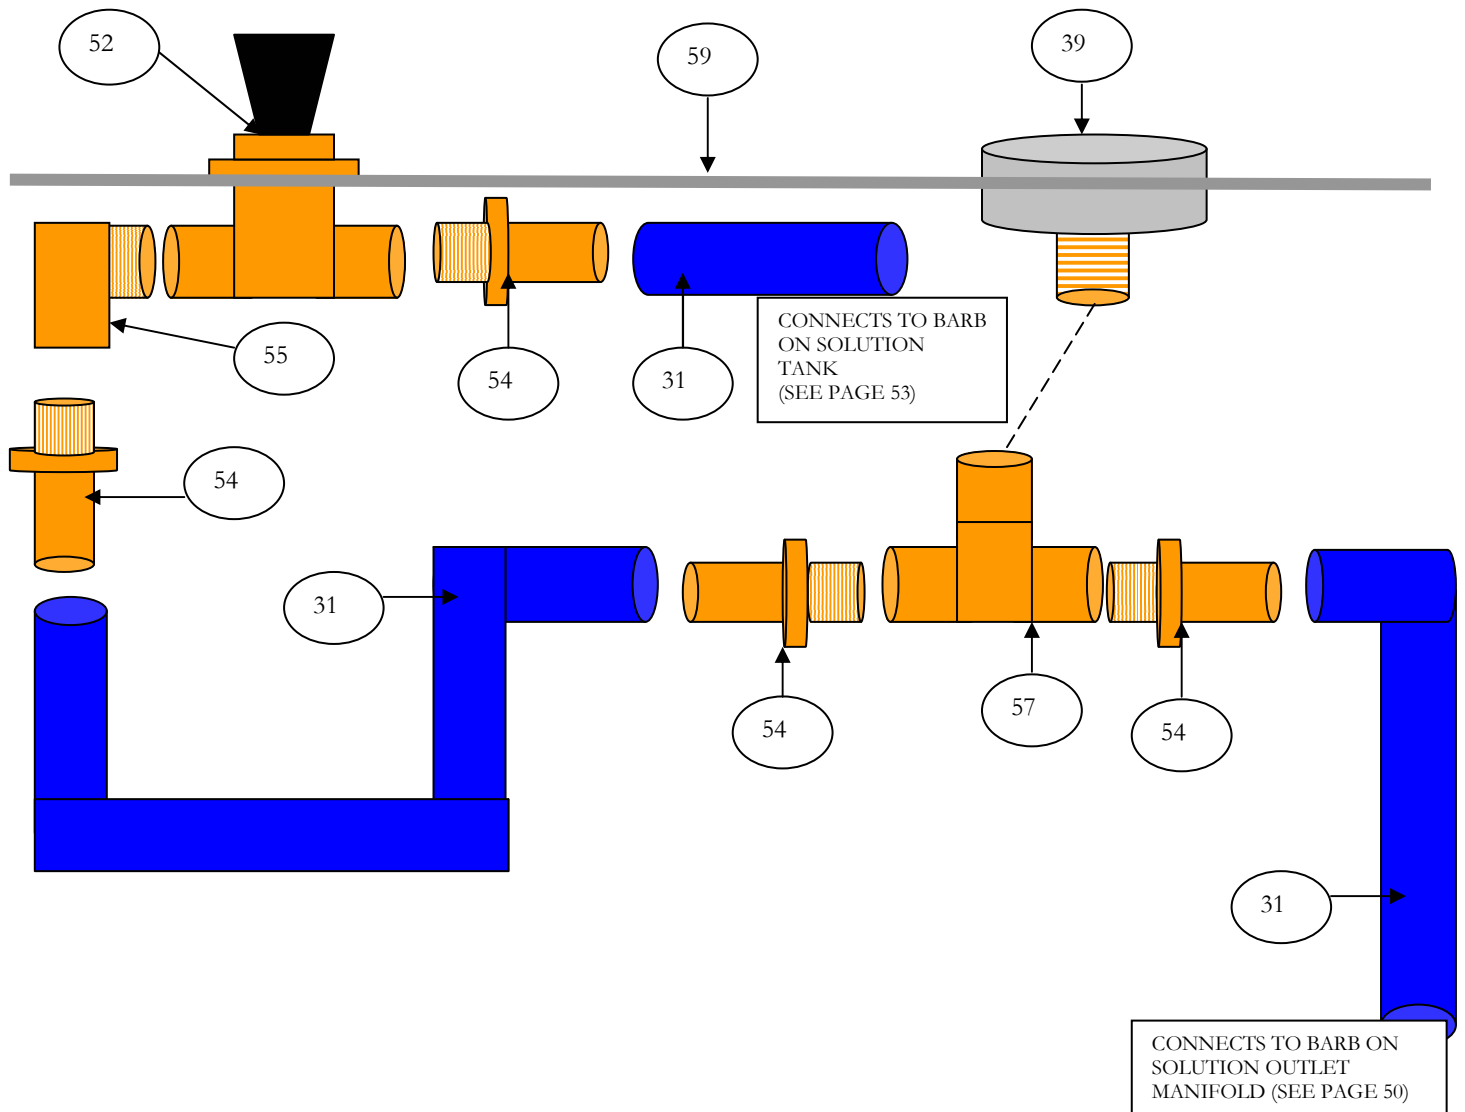 52
59
39
55
54
31
CONNECTS TO BARB
ON SOLUTION
TANK
(SEE PAGE 53)
54
31
54
57
54
31
CONNECTS TO BARB ON
SOLUTION OUTLET
MANIFOLD (SEE PAGE 50)